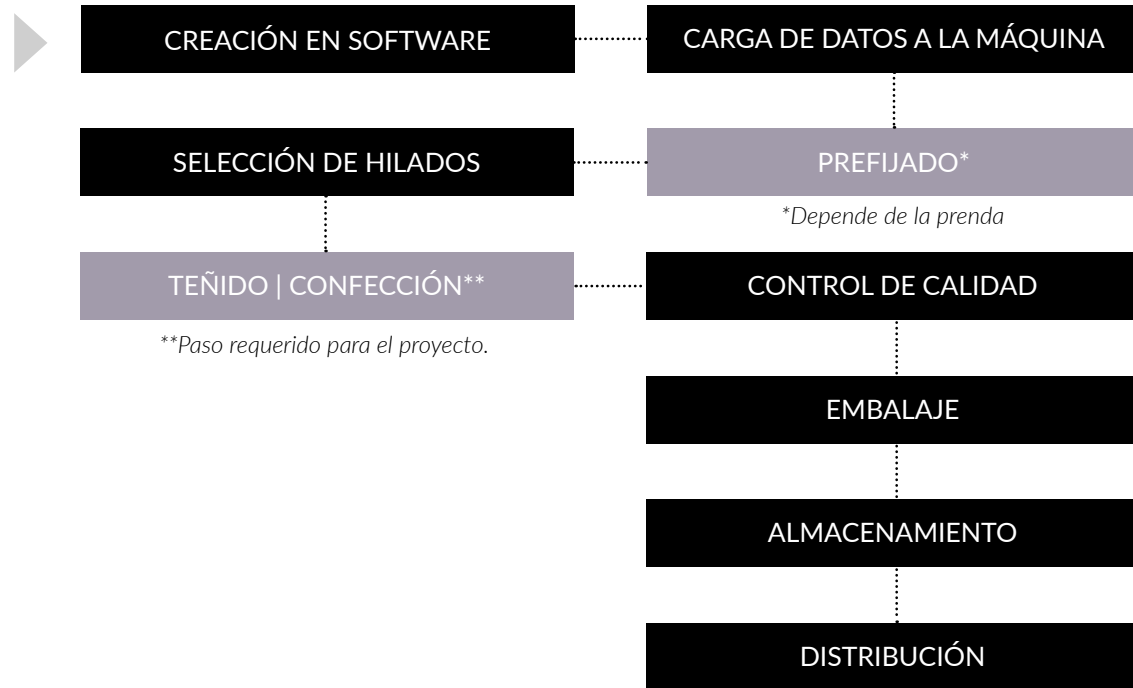 CREACIÓN EN SOFTWARE
CARGA DE DATOS A LA MÁQUINA
SELECCIÓN DE HILADOS
PREFIJADO*
*Depende de la prenda
TEÑIDO | CONFECCIÓN**
CONTROL DE CALIDAD
**Paso requerido para el proyecto.
EMBALAJE
ALMACENAMIENTO
DISTRIBUCIÓN